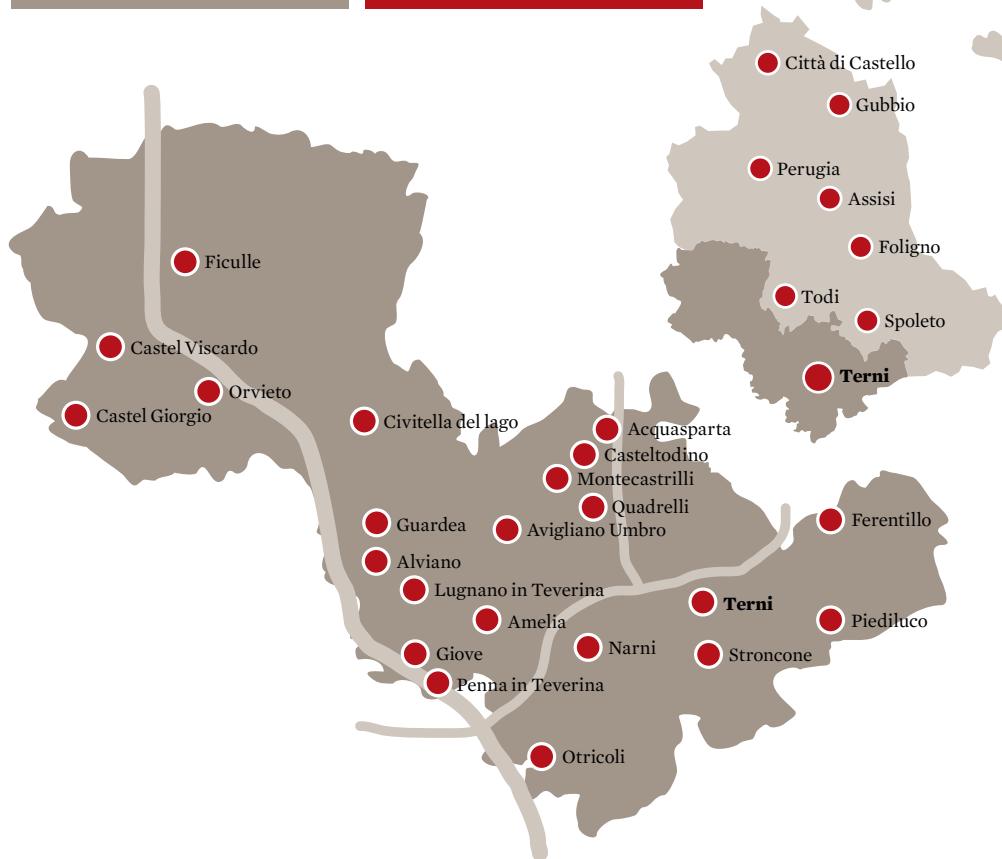 Città di Castello
Gubbio
Perugia
Assisi
Foligno
Todi
Spoleto
Terni
Ficulle
Castel Viscardo
Orvieto
Castel Giorgio
Civitella del lago
Acquasparta
Casteltodino
Montecastrilli
Quadrelli
Guardea
Avigliano Umbro
Ferentillo
Alviano
Lugnano in Teverina
Terni
Amelia
Piediluco
Narni
Giove
Stroncone
Penna in Teverina
Otricoli